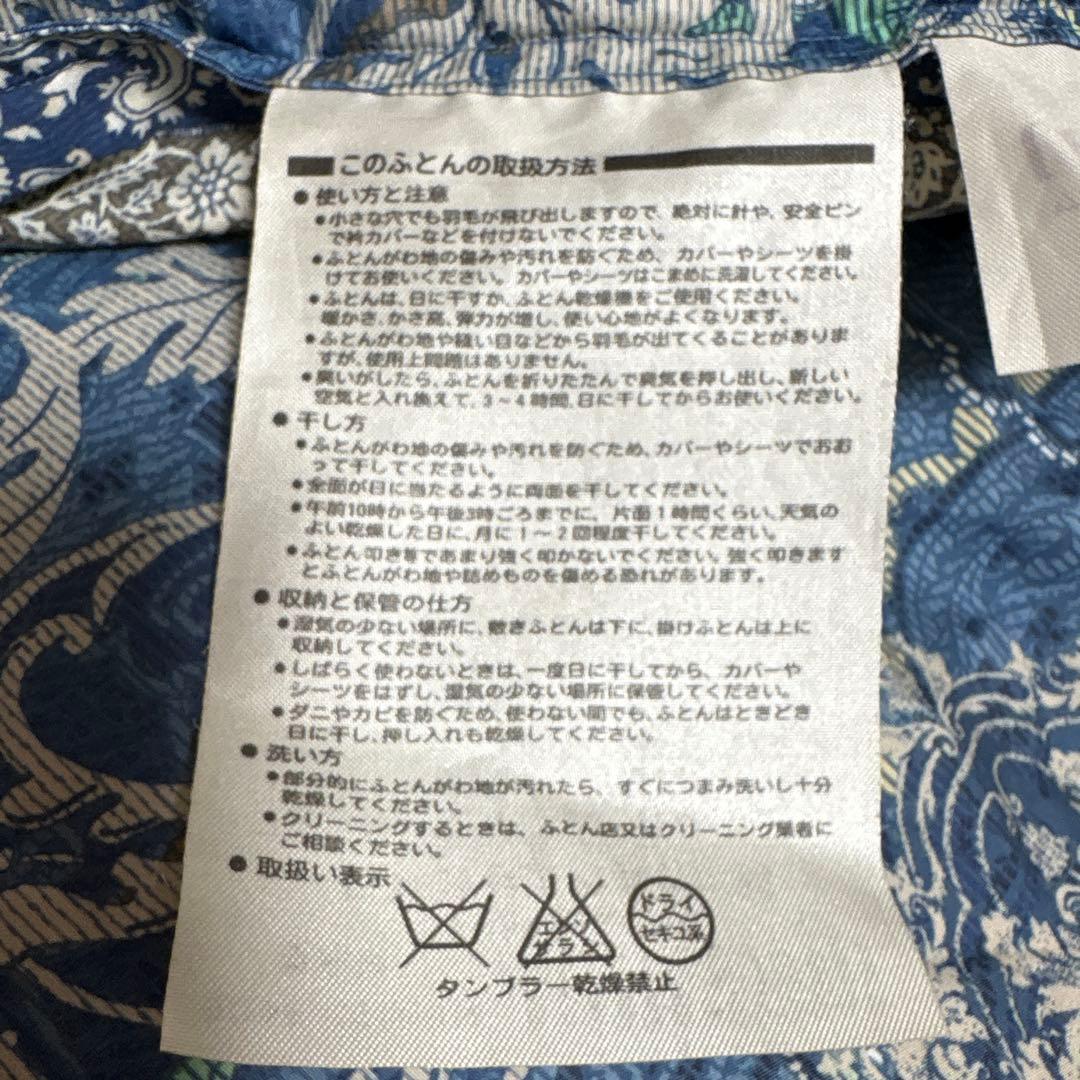 このふとんの取扱方法
● 使い方と注意
●小さな穴でも羽毛が飛び出しますので、絶対に針や、安全ピン
で衿カバーなどを付けないでください。
●ふとんがわ地の傷みや汚れを防ぐため、カバーやシーツを掛
けてお使いください。カバーやシーツはこまめに洗濯してください。
●ふとんは、日に干すか、ふとん乾燥機をご使用ください。
暖かさ、かさ高、弾力が増し、使い心地がよくなります。
●ふとんがわ地や縫い目などから羽毛が出てくることがありま
すが、使用上問題はありません。
●臭いがしたら、ふとんを折りたたんで臭気を押し出し、新しい
空気と入れ換えて、3～4時間、日に干してからお使いください。
● 干し方
●ふとんがわ地の傷みや汚れを防ぐため、カバーやシーツでおお
って干してください。
●全面が日に当たるように両面を干してください。
●午前10時から午後3時ごろまでに、片面1時間くらい、天気の
よい乾燥した日に、月に1～2回程度干してください。
●ふとん叩き等であまり強く叩かないでください。強く叩きます
とふとんがわ地や詰めものを傷める恐れがあります。
● 収納と保管の仕方
●湿気の少ない場所に、敷きふとんは下に、掛けふとんは上に
収納してください。
●しばらく使わないときは、一度日に干してから、カバーや
シーツをはずし、湿気の少ない場所に保管してください。
●ダニやカビを防ぐため、使わない間でも、ふとんはときどき
日に干し、押し入れも乾燥してください。
● 洗い方
●部分的にふとんがわ地が汚れたら、すぐにつまみ洗いし十分
乾燥してください。
●クリーニングするときは、ふとん店又はクリーニング業者に
ご相談ください。
● 取扱い表示
エンソ
サラシ
ドライ
セキユ系
タンブラー乾燥禁止